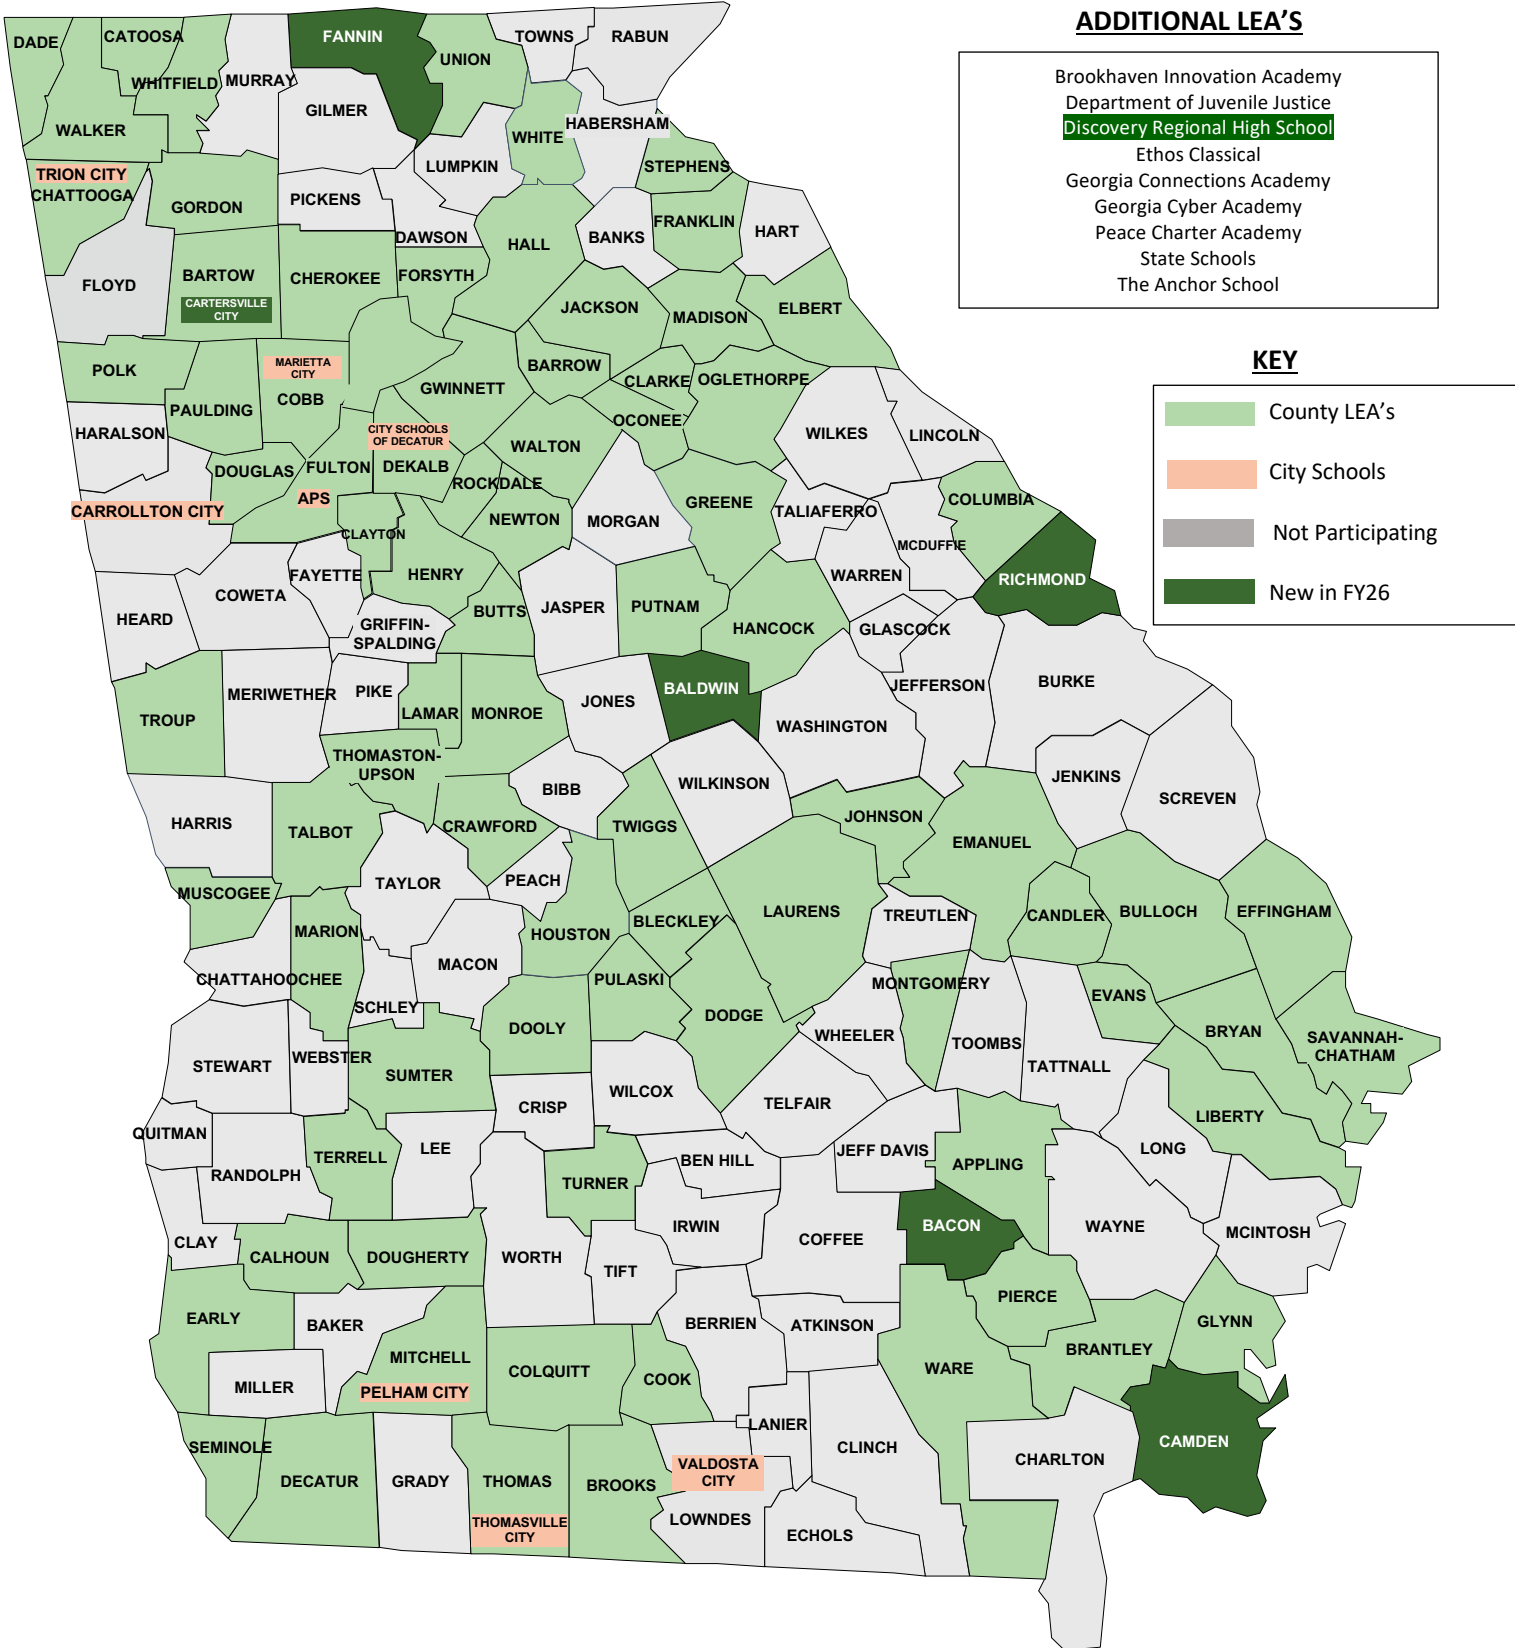 ADDITIONAL LEA'S
Brookhaven Innovation Academy
Department of Juvenile Justice
Discovery Regional High School
Ethos Classical
Georgia Connections Academy
Georgia Cyber Academy
Peace Charter Academy
State Schools
The Anchor School
KEY
County LEA's
City Schools
Not Participating
New in FY26
DADE
CATOOSA
WHITFIELD
MURRAY
FANNIN
UNION
TOWNS
RABUN
WALKER
GILMER
WHITE
HABERSHAM
LUMPKIN
STEPHENS
TRION CITY
CHATTOOGA
GORDON
PICKENS
DAWSON
HALL
BANKS
FRANKLIN
HART
FLOYD
BARTOW
CARTERSVILLE
CITY
CHEROKEE
FORSYTH
JACKSON
MADISON
ELBERT
POLK
PAULDING
MARIETTA
CITY
COBB
GWINNETT
BARROW
CLARKE
OGLETHORPE
OCONEE
HARALSON
CITY SCHOOLS
OF DECATUR
WALTON
WILKES
LINCOLN
DOUGLAS
FULTON
DEKALB
ROCKDALE
CARROLLTON CITY
APS
CLAYTON
NEWTON
MORGAN
GREENE
TALIAFERRO
COLUMBIA
MCDUFFIE
WARREN
RICHMOND
HEARD
COWETA
FAYETTE
HENRY
BUTTS
JASPER
PUTNAM
HANCOCK
GLASCOCK
GRIFFIN-
SPALDING
TROUP
MERIWETHER
PIKE
LAMAR
MONROE
JONES
BALDWIN
WASHINGTON
JEFFERSON
BURKE
THOMASTON-
UPSON
BIBB
WILKINSON
JENKINS
SCREVEN
HARRIS
TALBOT
CRAWFORD
TWIGGS
JOHNSON
EMANUEL
MUSCOGEE
TAYLOR
PEACH
MARION
HOUSTON
BLECKLEY
LAURENS
TREUTLEN
CANDLER
BULLOCH
EFFINGHAM
CHATTAHOOCHEE
MACON
SCHLEY
PULASKI
MONTGOMERY
EVANS
DOOLY
DODGE
WHEELER
TOOMBS
BRYAN
SAVANNAH-
CHATHAM
STEWART
WEBSTER
SUMTER
TATTNALL
WILCOX
CRISP
TELFAIR
LIBERTY
QUITMAN
RANDOLPH
TERRELL
LEE
TURNER
BEN HILL
JEFF DAVIS
APPLING
LONG
IRWIN
CLAY
CALHOUN
DOUGHERTY
WORTH
TIFT
COFFEE
BACON
WAYNE
MCINTOSH
EARLY
BAKER
MITCHELL
BERRIEN
ATKINSON
PIERCE
GLYNN
MILLER
PELHAM CITY
COLQUITT
COOK
WARE
BRANTLEY
SEMINOLE
DECATUR
GRADY
THOMAS
THOMASVILLE
CITY
BROOKS
LANIER
VALDOSTA
CITY
LOWNDES
CLINCH
ECHOLS
CHARLTON
CAMDEN